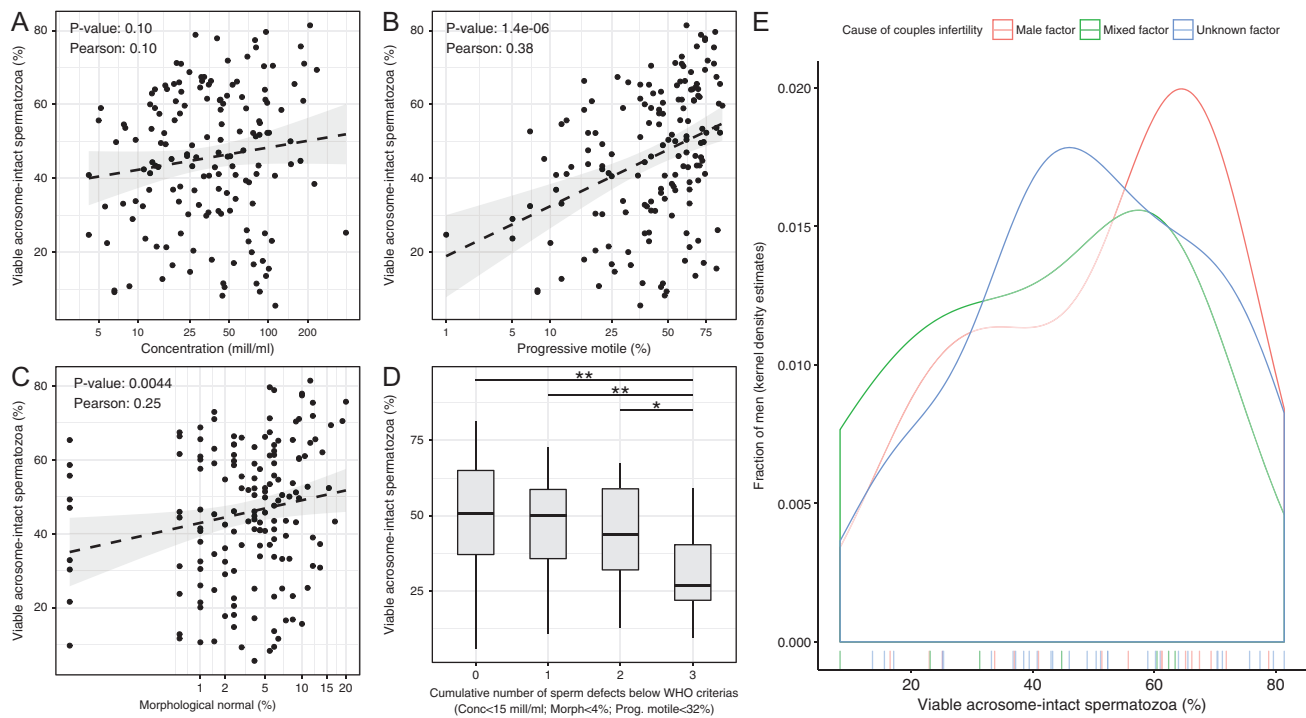 A
P-value: 0.10
Pearson: 0.10
Viable acrosome-intact spermatozoa (%)
80
60
40
20
5 10 25 50 100 200
Concentration (mill/ml)
B
P-value: 1.4e-06
Pearson: 0.38
Viable acrosome-intact spermatozoa (%)
80
60
40
20
1 5 10 25 50 75
Progressive motile (%)
C
P-value: 0.0044
Pearson: 0.25
Viable acrosome-intact spermatozoa (%)
80
60
40
20
1 2 5 10 15 20
Morphological normal (%)
D
**
**
*
Viable acrosome-intact spermatozoa (%)
75
50
25
0 1 2 3
Cumulative number of sperm defects below WHO criterias
(Conc<15 mill/ml; Morph<4%; Prog. motile<32%)
E
Cause of couples infertility Male factor Mixed factor Unknown factor
Fraction of men (kernel density estimates)
0.020
0.015
0.010
0.005
0.000
20 40 60 80
Viable acrosome-intact spermatozoa (%)